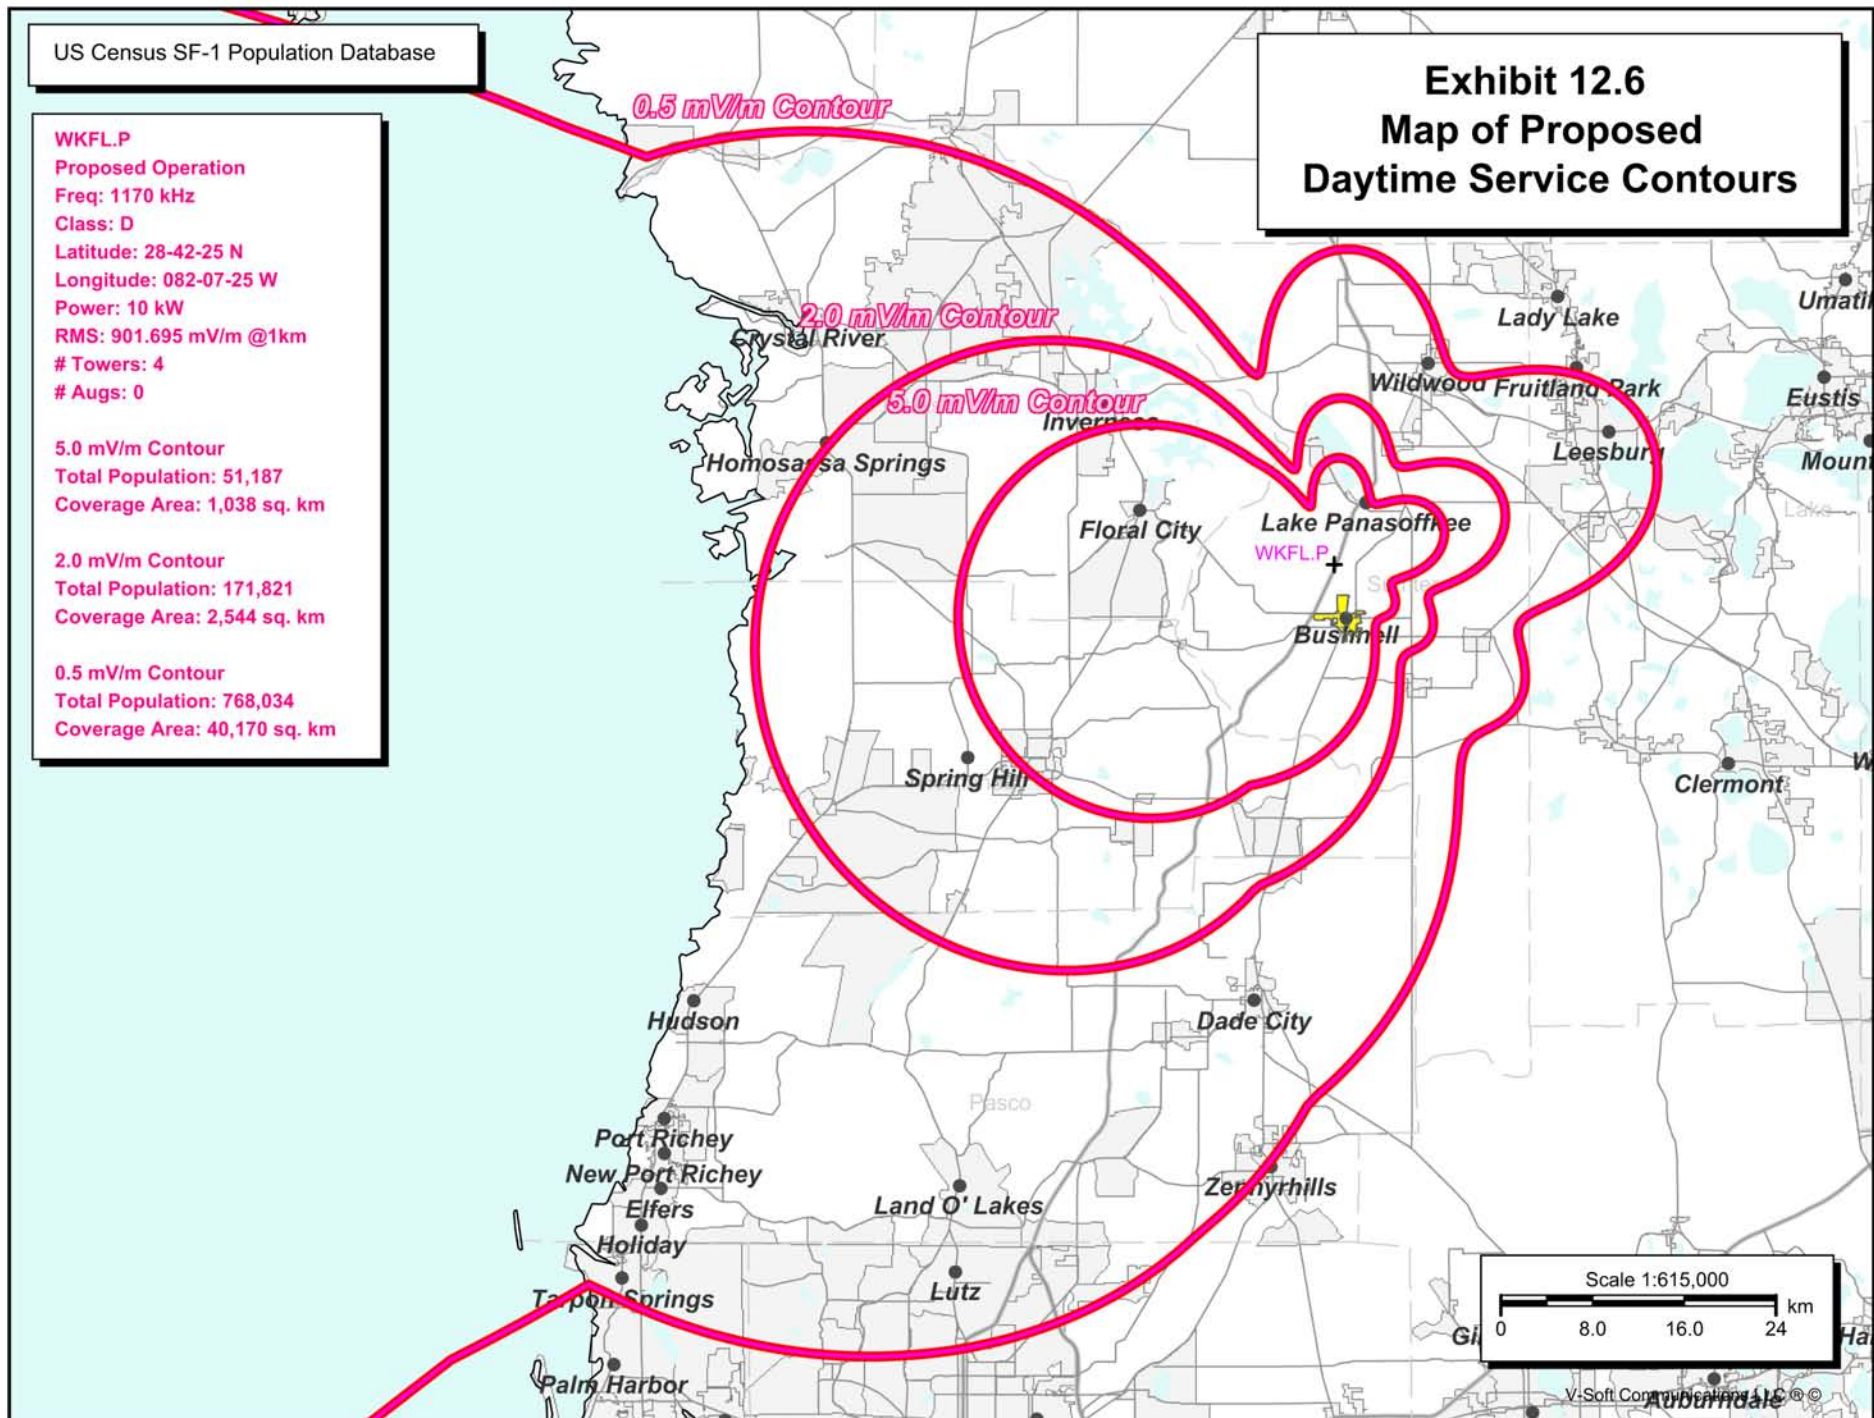 US Census SF-1 Population Database
Exhibit 12.6
Map of Proposed
Daytime Service Contours
WKFL.P
Proposed Operation
Freq: 1170 kHz
Class: D
Latitude: 28-42-25 N
Longitude: 082-07-25 W
Power: 10 kW
RMS: 901.695 mV/m @1km
# Towers: 4
# Augs: 0
5.0 mV/m Contour
Total Population: 51,187
Coverage Area: 1,038 sq. km
2.0 mV/m Contour
Total Population: 171,821
Coverage Area: 2,544 sq. km
0.5 mV/m Contour
Total Population: 768,034
Coverage Area: 40,170 sq. km
0.5 mV/m Contour
2.0 mV/m Contour
5.0 mV/m Contour
Lady Lake
Crystal River
Wildwood
Fruitland Park
Eustis
Inverness
Leesburg
Mount
Homosassa Springs
Lake
Floral City
Lake Panasoffkee
WKFL.P
Sumter
Bushnell
Spring Hill
Clermont
Hudson
Dade City
Pasco
Port Richey
New Port Richey
Elfers
Land O' Lakes
Zephyrhills
Holiday
Lutz
Tarpon Springs
Palm Harbor
Scale 1:615,000
km
0 8.0 16.0 24
V-Soft Communications LLC ® ©
Auburndale